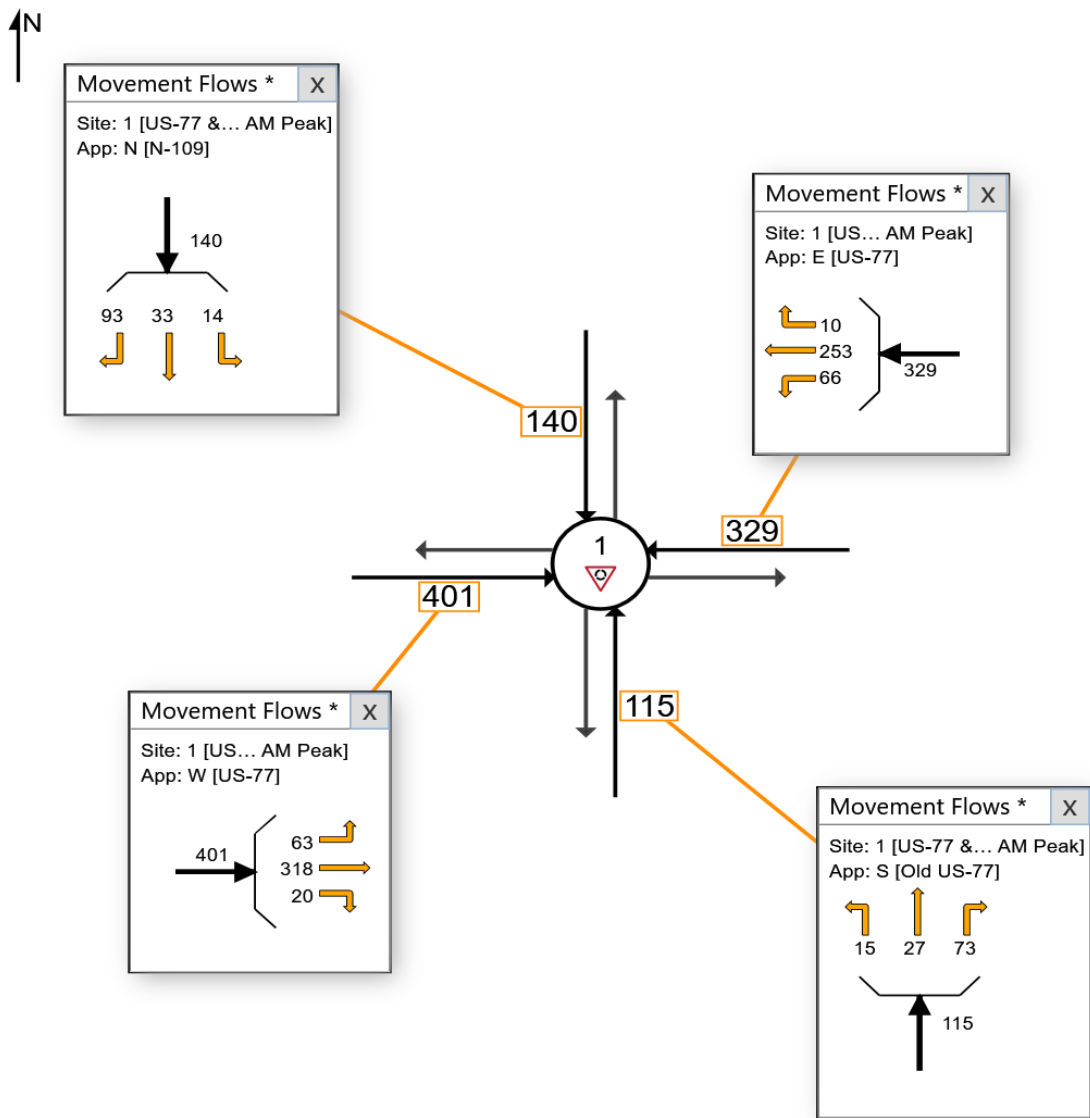 N
Movement Flows * X
Site: 1 [US-77 &... AM Peak]
App: N [N-109]
140
93 33 14
Movement Flows * X
Site: 1 [US... AM Peak]
App: E [US-77]
10
253
66
329
140
329
1
401
115
Movement Flows * X
Site: 1 [US... AM Peak]
App: W [US-77]
401
63
318
20
Movement Flows * X
Site: 1 [US-77 &... AM Peak]
App: S [Old US-77]
15 27 73
115